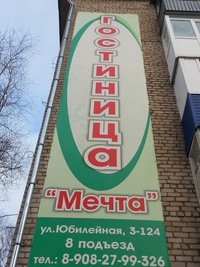 ГОСТИНИЦА
"Мечта"
ул.Юбилейная, 3-124
8 подъезд
тел.: 8-908-27-99-326